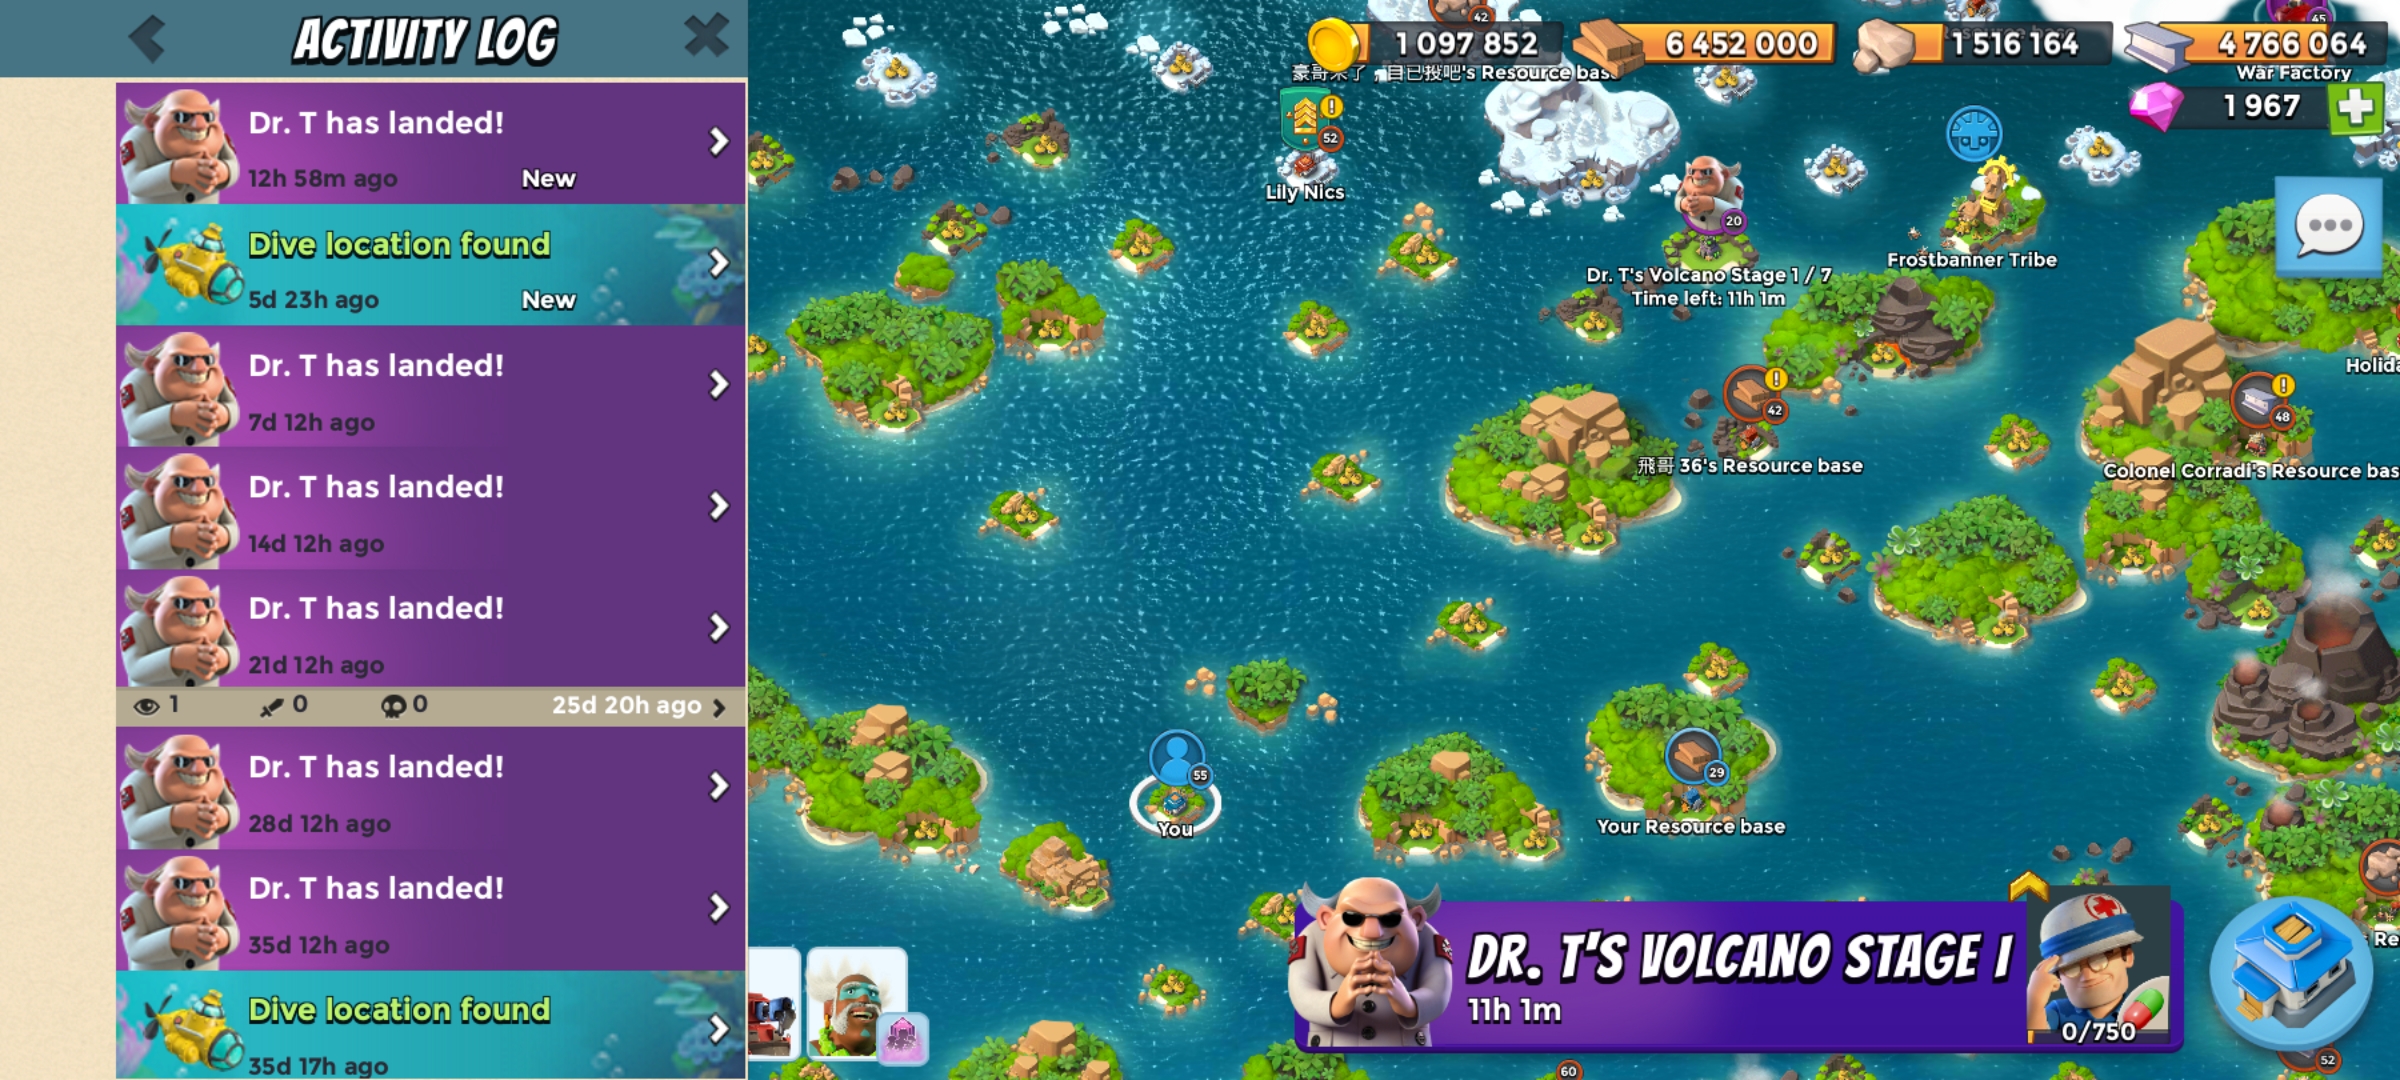 ACTIVITY LOG
Dr. T has landed!
12h 58m ago
New
Dive location found
5d 23h ago
New
Dr. T has landed!
7d 12h ago
Dr. T has landed!
14d 12h ago
Dr. T has landed!
21d 12h ago
1
0
0
25d 20h ago
Dr. T has landed!
28d 12h ago
Dr. T has landed!
35d 12h ago
Dive location found
35d 17h ago
42
45
1 097 852
6 452 000
1 516 164
4 766 064
's Resource base
War Factory
1 967
52
Lily Nics
20
Dr. T's Volcano Stage 1 / 7
Time left: 11h 1m
Frostbanner Tribe
Holida
42
飛哥 36's Resource base
48
Colonel Corradi's Resource bas
55
You
29
Your Resource base
DR. T'S VOLCANO STAGE 1
11h 1m
0/750
Re
60
52